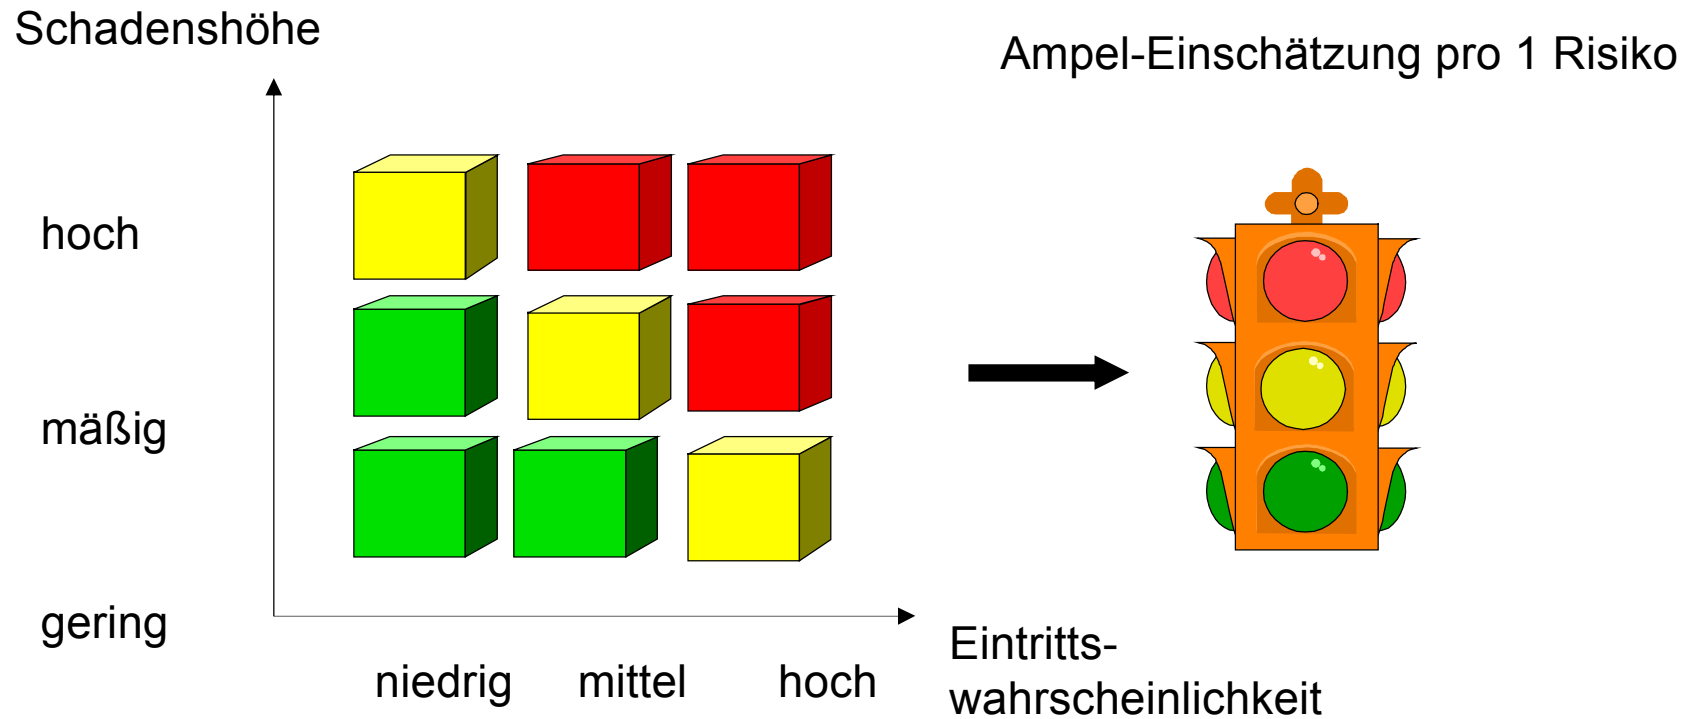 Schadenshöhe
Ampel-Einschätzung pro 1 Risiko
hoch
mäßig
gering
niedrig mittel hoch
Eintritts-
wahrscheinlichkeit